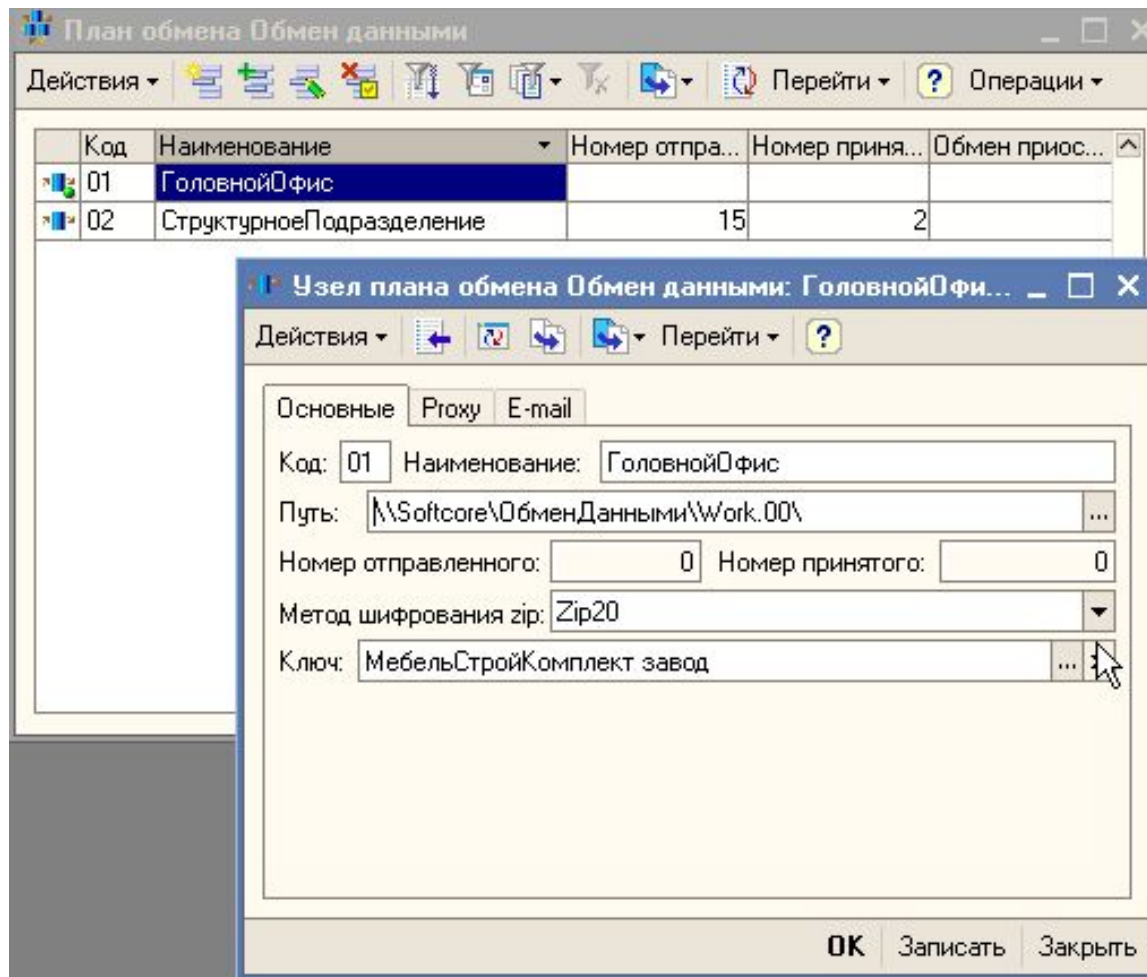 План обмена Обмен данными
Действия Перейти ? Операции
Код Наименование Номер отпра... Номер приня... Обмен приос...
01 ГоловнойОфис
02 СтруктурноеПодразделение 15 2
Узел плана обмена Обмен данными: ГоловнойОфи...
Действия Перейти ?
Основные Proxy E-mail
Код: 01 Наименование: ГоловнойОфис
Путь: \\Softcore\ОбменДанными\Work.00\ ...
Номер отправленного: 0 Номер принятого: 0
Метод шифрования zip: Zip20
Ключ: МебельСтройКомплект завод ...
OK Записать Закрыть